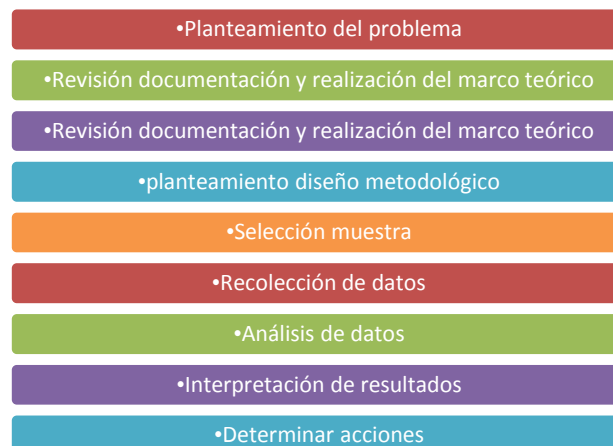 •Planteamiento del problema
•Revisión documentación y realización del marco teórico
•Revisión documentación y realización del marco teórico
•planteamiento diseño metodológico
•Selección muestra
•Recolección de datos
•Análisis de datos
•Interpretación de resultados
•Determinar acciones